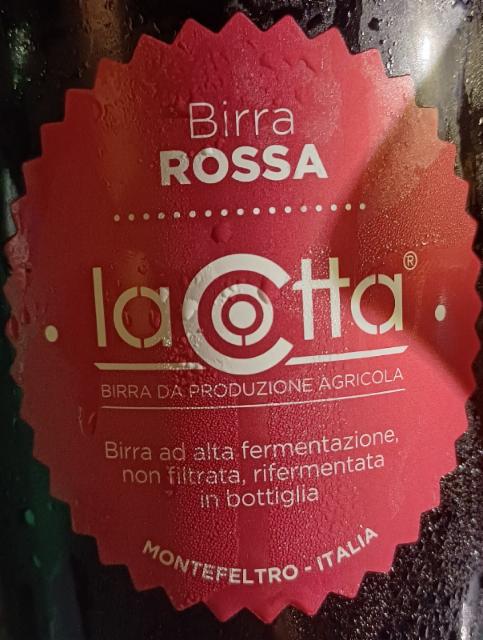 Birra
ROSSA
laCotta®
BIRRA DA PRODUZIONE AGRICOLA
Birra ad alta fermentazione,
non filtrata, rifermentata
in bottiglia
MONTEFELTRO - ITALIA